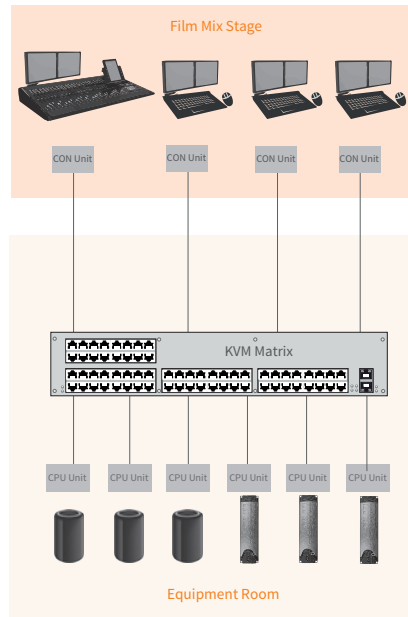 Film Mix Stage
CON Unit
CON Unit
CON Unit
CON Unit
KVM Matrix
CPU Unit
CPU Unit
CPU Unit
CPU Unit
CPU Unit
CPU Unit
Equipment Room